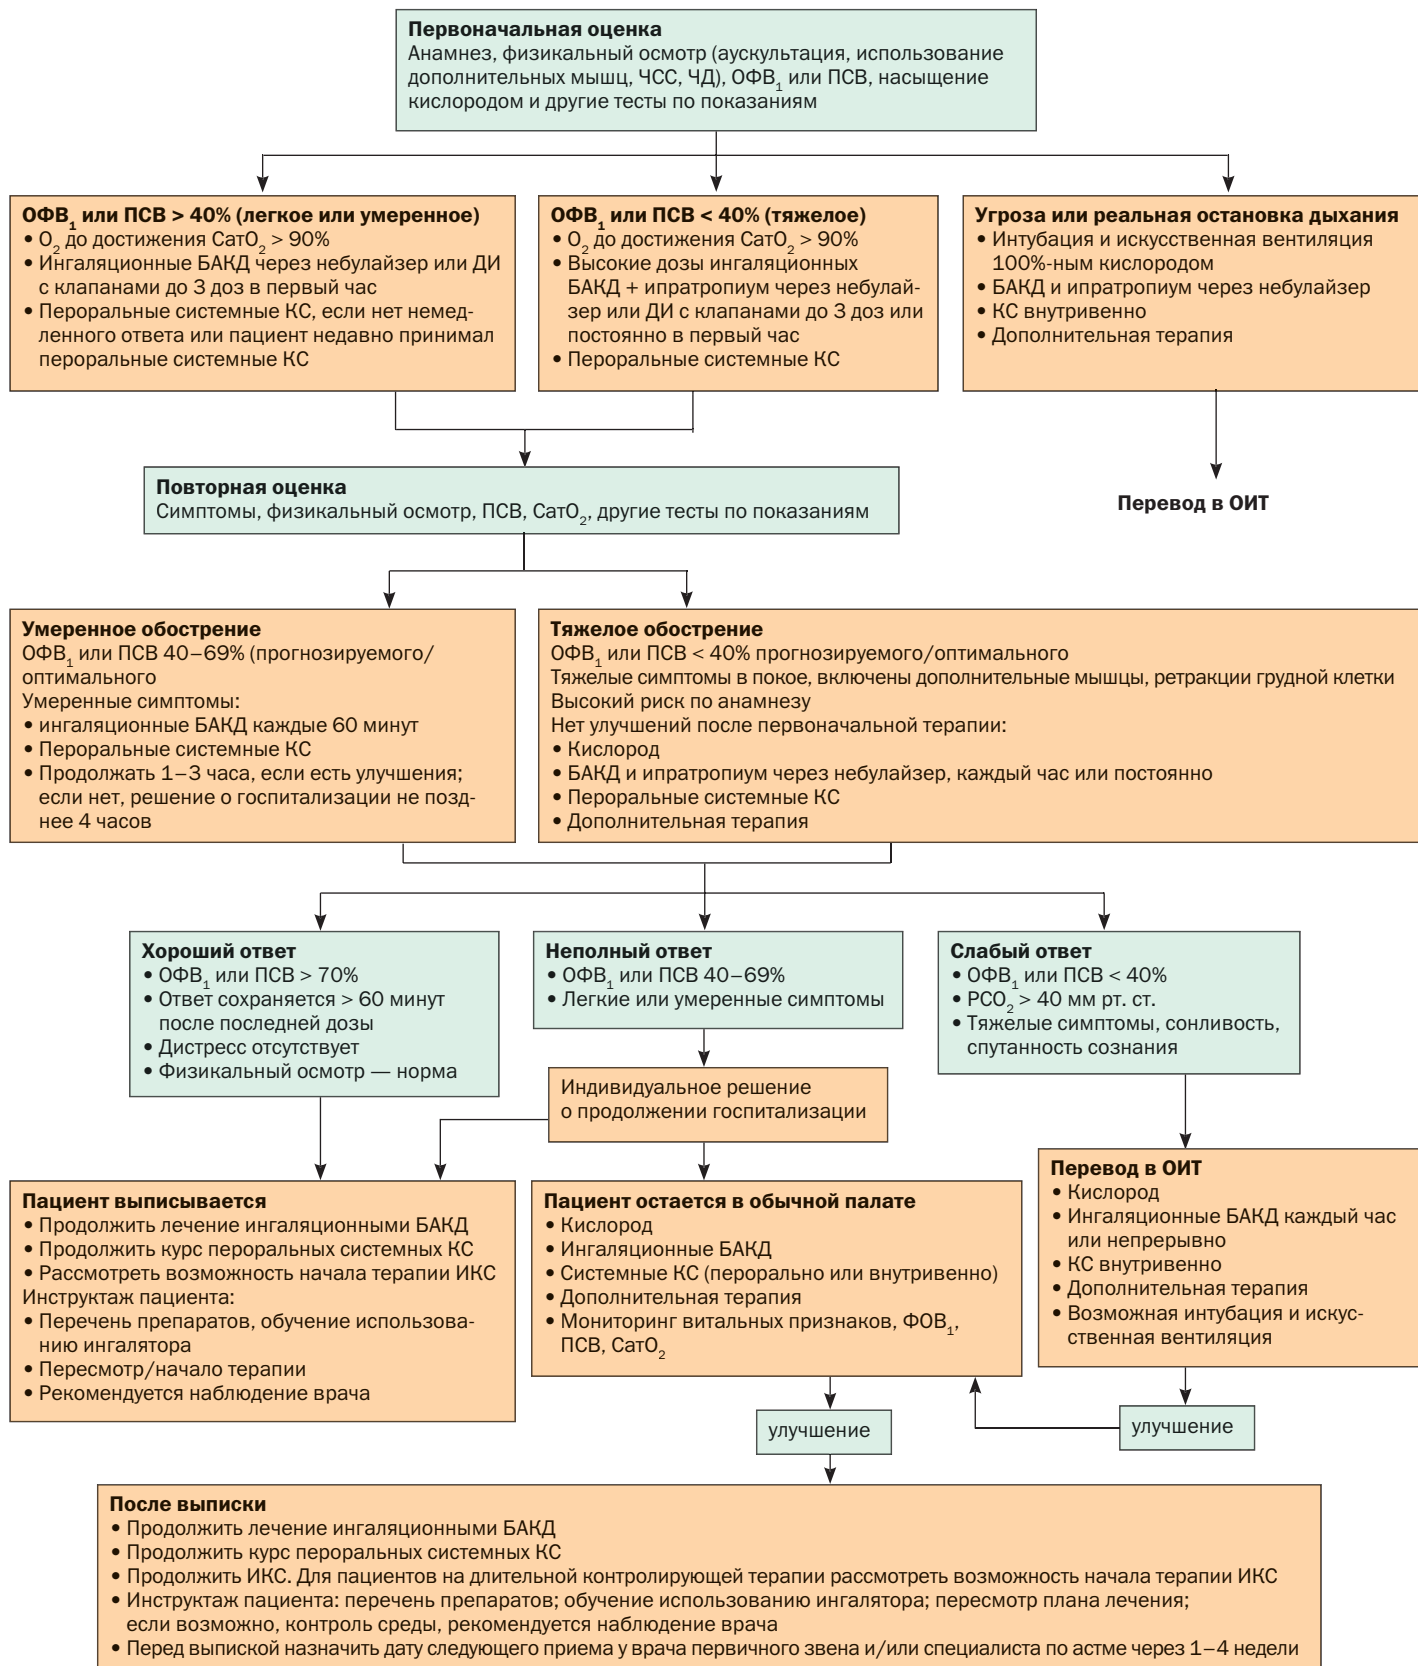 Первоначальная оценка
Анамнез, физикальный осмотр (аускультация, использование
дополнительных мышц, ЧСС, ЧД), ОФВ₁ или ПСВ, насыщение
кислородом и другие тесты по показаниям
ОФВ₁ или ПСВ > 40% (легкое или умеренное)
• O₂ до достижения СатО₂ > 90%
• Ингаляционные БАКД через небулайзер или ДИ
с клапанами до 3 доз в первый час
• Пероральные системные КС, если нет немед-
ленного ответа или пациент недавно принимал
пероральные системные КС
ОФВ₁ или ПСВ < 40% (тяжелое)
• O₂ до достижения СатО₂ > 90%
• Высокие дозы ингаляционных
БАКД + ипратропиум через небулай-
зер или ДИ с клапанами до 3 доз или
постоянно в первый час
• Пероральные системные КС
Угроза или реальная остановка дыхания
• Интубация и искусственная вентиляция
100%-ным кислородом
• БАКД и ипратропиум через небулайзер
• КС внутривенно
• Дополнительная терапия
Повторная оценка
Симптомы, физикальный осмотр, ПСВ, СатО₂, другие тесты по показаниям
Перевод в ОИТ
Умеренное обострение
ОФВ₁ или ПСВ 40–69% (прогнозируемого/
оптимального
Умеренные симптомы:
• ингаляционные БАКД каждые 60 минут
• Пероральные системные КС
• Продолжать 1–3 часа, если есть улучшения;
если нет, решение о госпитализации не позд-
нее 4 часов
Тяжелое обострение
ОФВ₁ или ПСВ < 40% прогнозируемого/оптимального
Тяжелые симптомы в покое, включены дополнительные мышцы, ретракции грудной клетки
Высокий риск по анамнезу
Нет улучшений после первоначальной терапии:
• Кислород
• БАКД и ипратропиум через небулайзер, каждый час или постоянно
• Пероральные системные КС
• Дополнительная терапия
Хороший ответ
• ОФВ₁ или ПСВ > 70%
• Ответ сохраняется > 60 минут
после последней дозы
• Дистресс отсутствует
• Физикальный осмотр — норма
Неполный ответ
• ОФВ₁ или ПСВ 40–69%
• Легкие или умеренные симптомы
Слабый ответ
• ОФВ₁ или ПСВ < 40%
• PCO₂ > 40 мм рт. ст.
• Тяжелые симптомы, сонливость,
спутанность сознания
Индивидуальное решение
о продолжении госпитализации
Пациент выписывается
• Продолжить лечение ингаляционными БАКД
• Продолжить курс пероральных системных КС
• Рассмотреть возможность начала терапии ИКС
Инструктаж пациента:
• Перечень препаратов, обучение использова-
нию ингалятора
• Пересмотр/начало терапии
• Рекомендуется наблюдение врача
Пациент остается в обычной палате
• Кислород
• Ингаляционные БАКД
• Системные КС (перорально или внутривенно)
• Дополнительная терапия
• Мониторинг витальных признаков, ФОВ₁,
ПСВ, СатО₂
Перевод в ОИТ
• Кислород
• Ингаляционные БАКД каждый час
или непрерывно
• КС внутривенно
• Дополнительная терапия
• Возможная интубация и искус-
ственная вентиляция
улучшение
улучшение
После выписки
• Продолжить лечение ингаляционными БАКД
• Продолжить курс пероральных системных КС
• Продолжить ИКС. Для пациентов на длительной контролирующей терапии рассмотреть возможность начала терапии ИКС
• Инструктаж пациента: перечень препаратов; обучение использованию ингалятора; пересмотр плана лечения;
если возможно, контроль среды, рекомендуется наблюдение врача
• Перед выпиской назначить дату следующего приема у врача первичного звена и/или специалиста по астме через 1–4 недели